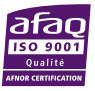 afaq
ISO 9001
Qualité
AFNOR CERTIFICATION